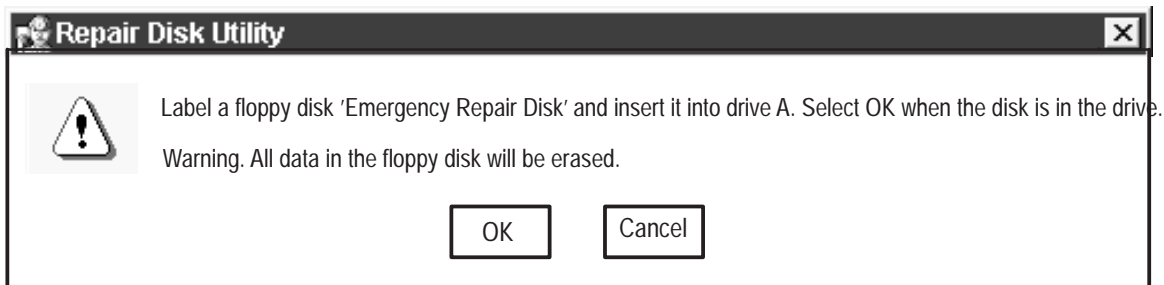 Repair Disk Utility
Label a floppy disk ′Emergency Repair Disk′ and insert it into drive A. Select OK when the disk is in the drive.
Warning. All data in the floppy disk will be erased.
OK Cancel